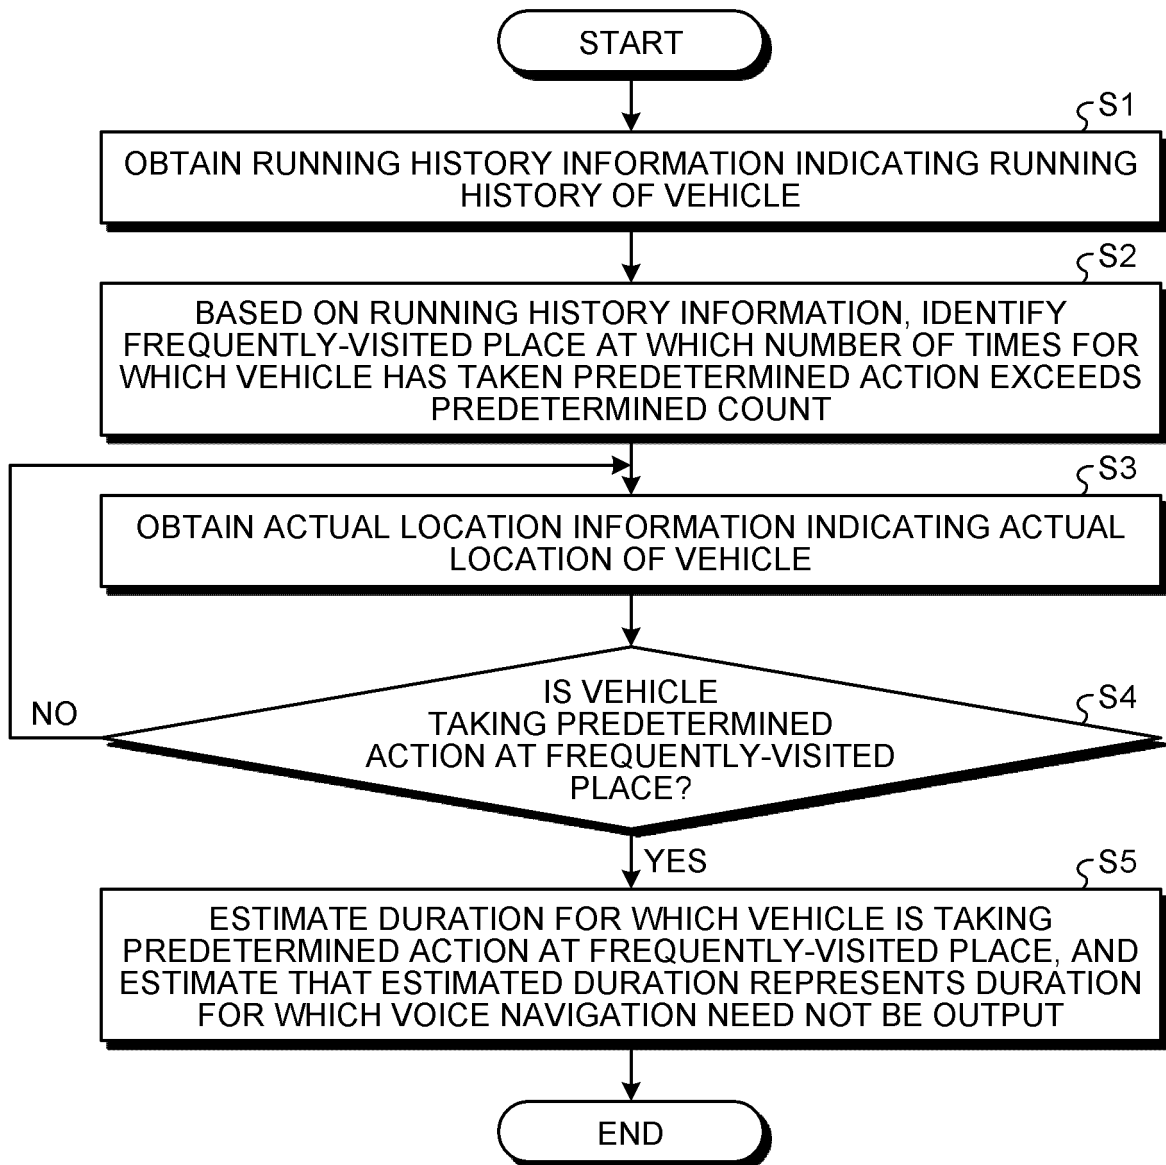 START
S1
OBTAIN RUNNING HISTORY INFORMATION INDICATING RUNNING
HISTORY OF VEHICLE
S2
BASED ON RUNNING HISTORY INFORMATION, IDENTIFY
FREQUENTLY-VISITED PLACE AT WHICH NUMBER OF TIMES FOR
WHICH VEHICLE HAS TAKEN PREDETERMINED ACTION EXCEEDS
PREDETERMINED COUNT
S3
OBTAIN ACTUAL LOCATION INFORMATION INDICATING ACTUAL
LOCATION OF VEHICLE
S4
IS VEHICLE
TAKING PREDETERMINED
ACTION AT FREQUENTLY-VISITED
PLACE?
NO
YES
S5
ESTIMATE DURATION FOR WHICH VEHICLE IS TAKING
PREDETERMINED ACTION AT FREQUENTLY-VISITED PLACE, AND
ESTIMATE THAT ESTIMATED DURATION REPRESENTS DURATION
FOR WHICH VOICE NAVIGATION NEED NOT BE OUTPUT
END